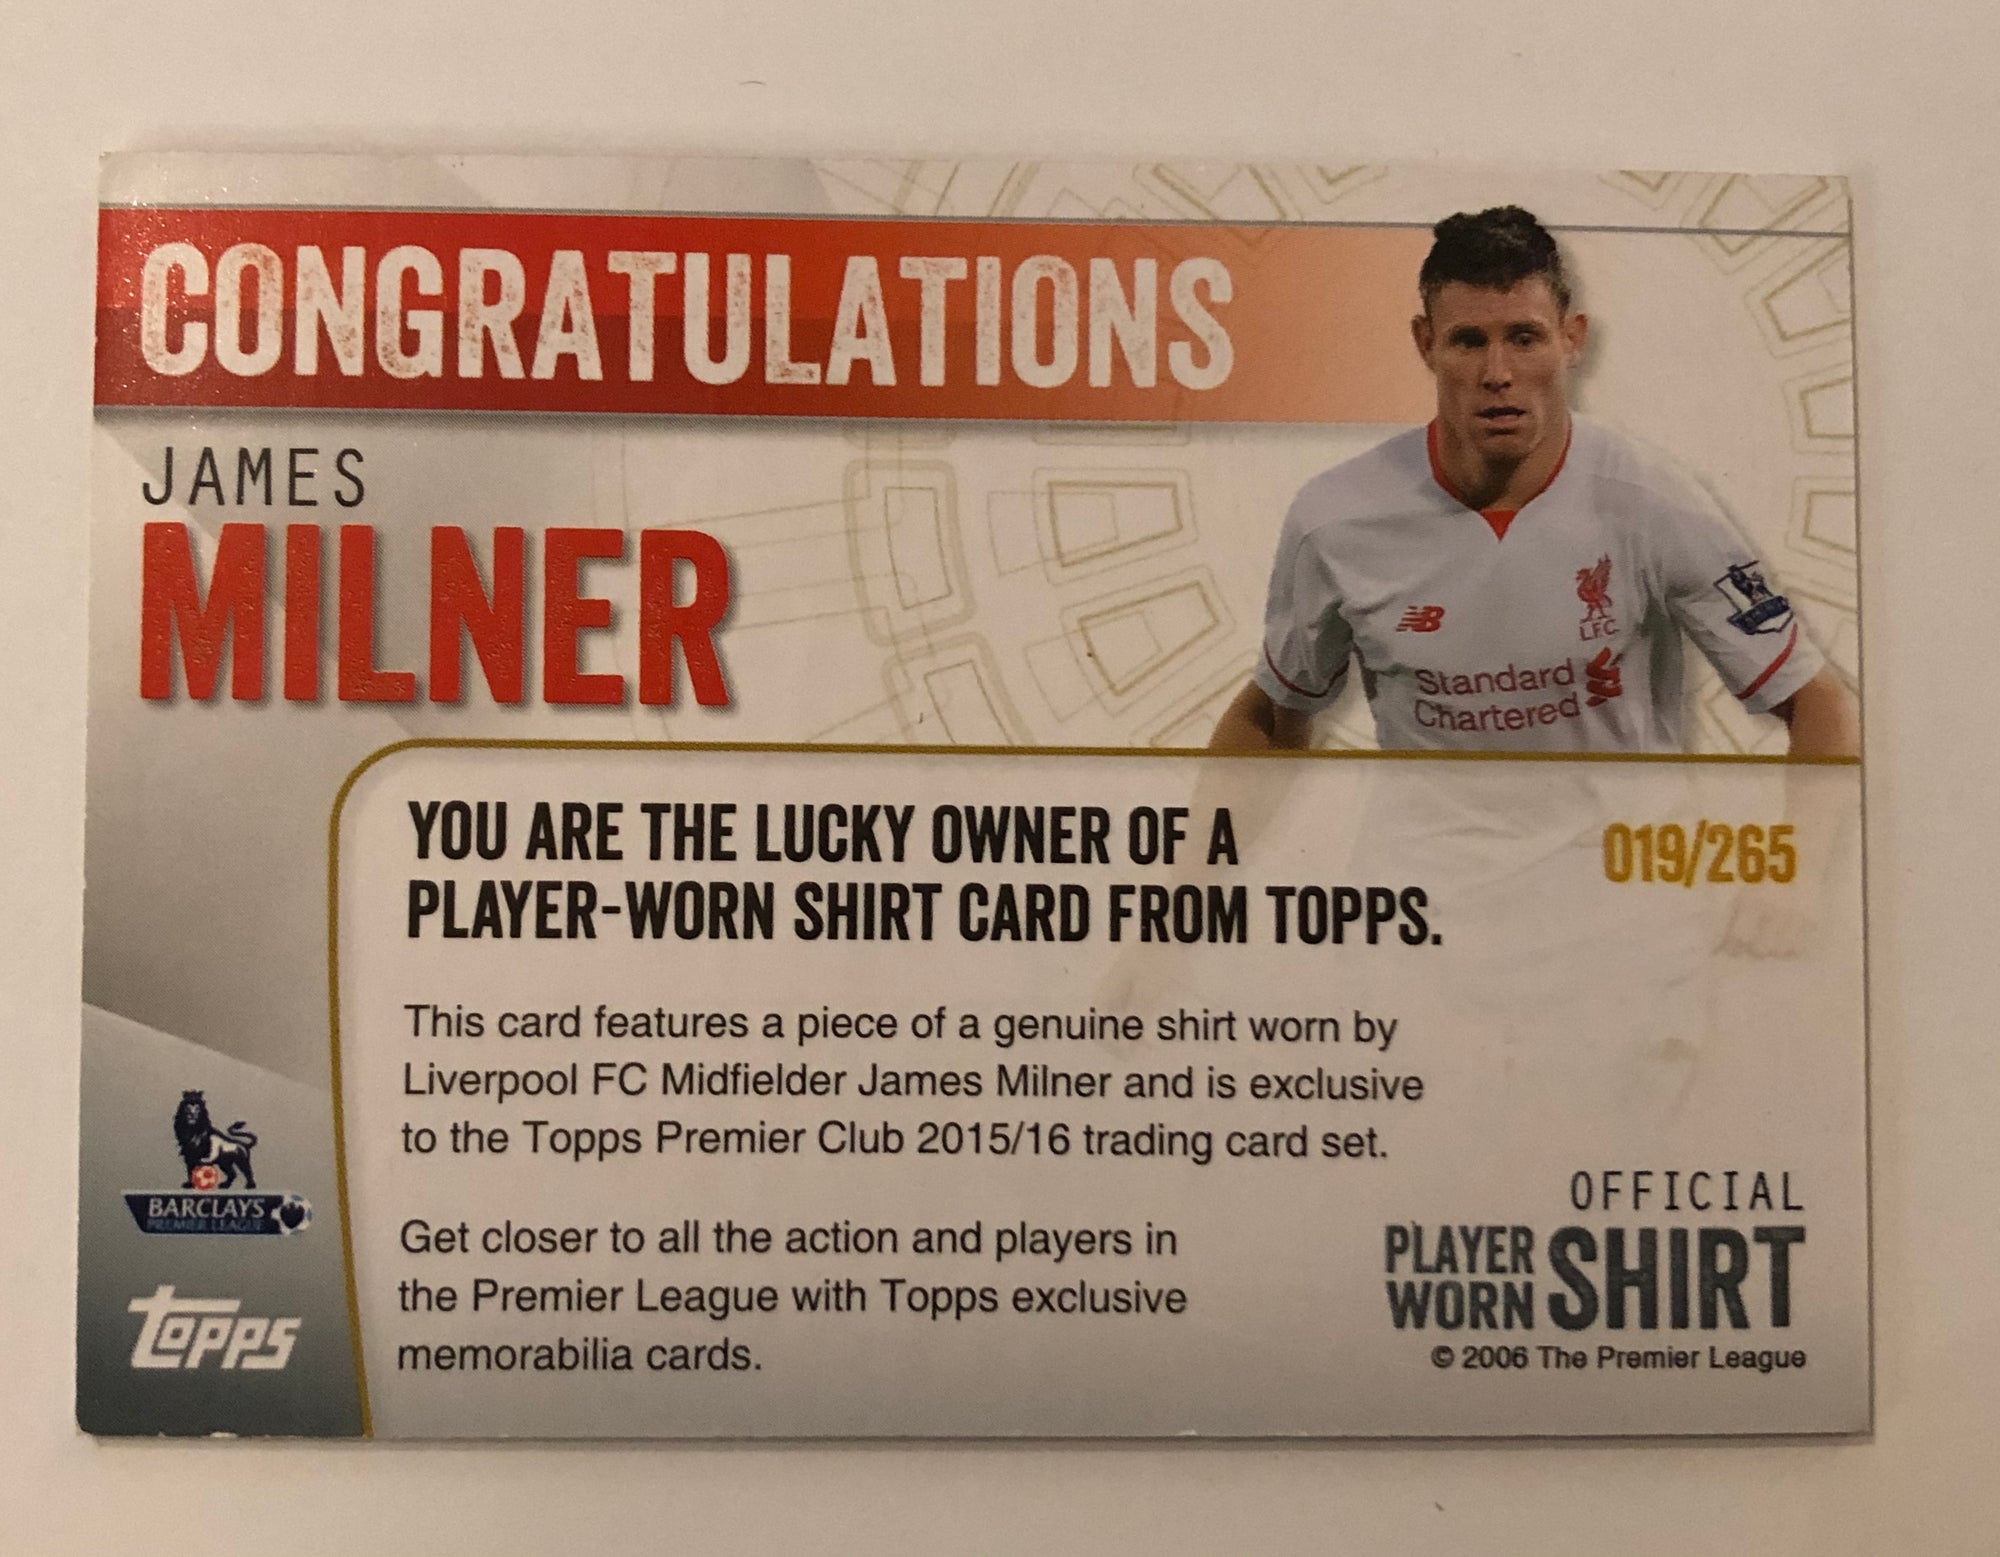 CONGRATULATIONS
JAMES
MILNER
L.F.C.
Standard
Chartered
YOU ARE THE LUCKY OWNER OF A
PLAYER-WORN SHIRT CARD FROM TOPPS.
019/265
This card features a piece of a genuine shirt worn by
Liverpool FC Midfielder James Milner and is exclusive
to the Topps Premier Club 2015/16 trading card set.
Get closer to all the action and players in
the Premier League with Topps exclusive
memorabilia cards.
BARCLAYS
PREMIER LEAGUE
Topps
OFFICIAL
PLAYER
WORN SHIRT
© 2006 The Premier League